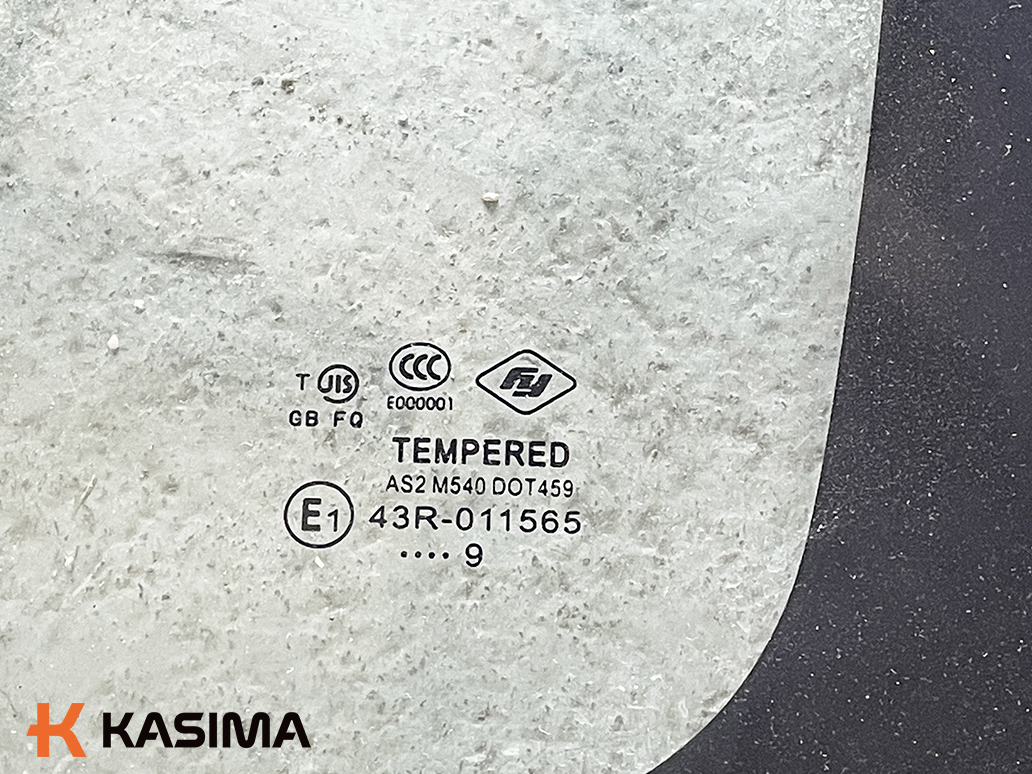 T JIS
GB FQ
CCC
E000001
FY
TEMPERED
AS2 M540 DOT459
E1 43R-011565
···· 9
KASIMA